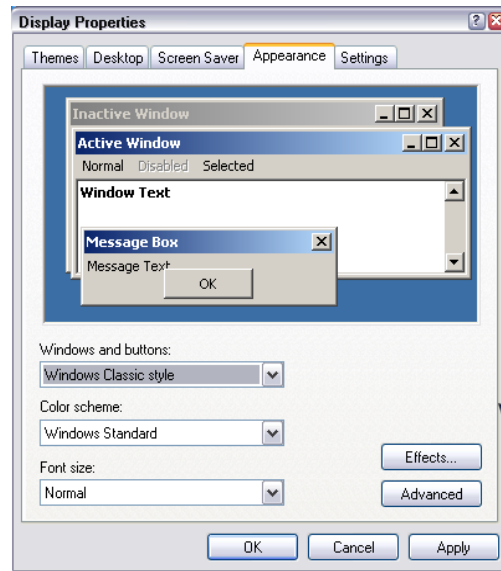 Display Properties
Themes Desktop Screen Saver Appearance Settings
Inactive Window
Active Window
Normal Disabled Selected
Window Text
Message Box
Message Text
OK
Windows and buttons:
Windows Classic style
Color scheme:
Windows Standard
Effects...
Font size:
Normal
Advanced
OK Cancel Apply